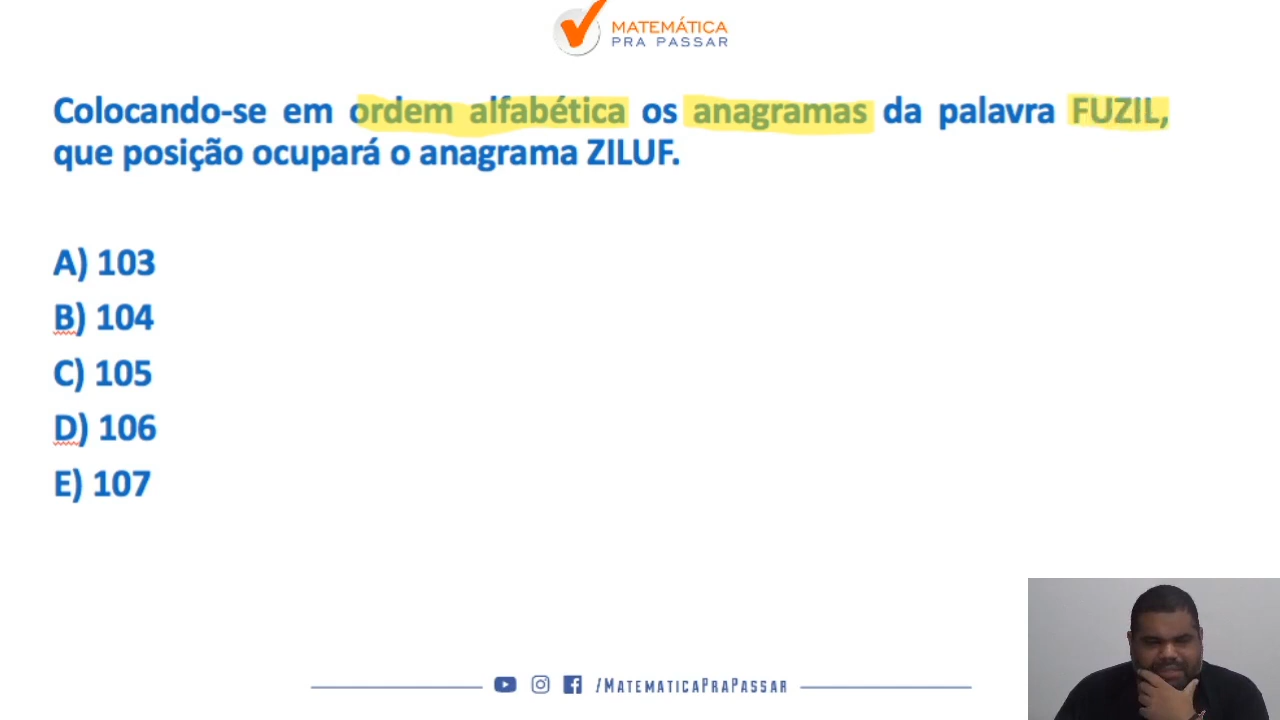 MATEMÁTICA
PRA PASSAR
Colocando-se em ordem alfabética os anagramas da palavra FUZIL,
que posição ocupará o anagrama ZILUF.
A) 103
B) 104
C) 105
D) 106
E) 107
/MATEMATICAPRAPASSAR